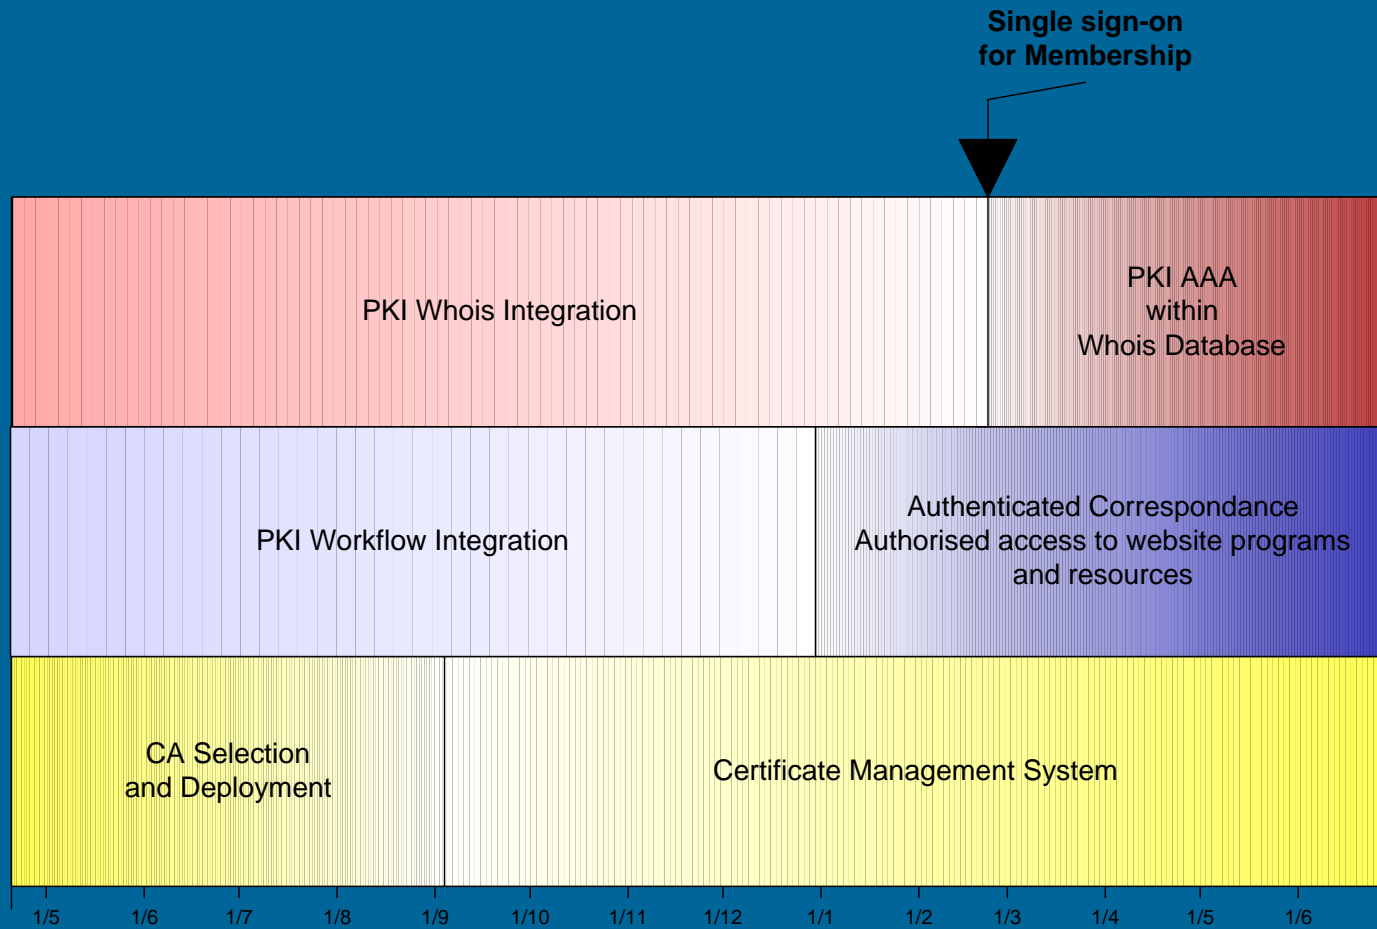 Single sign-on
for Membership
PKI Whois Integration
PKI AAA
within
Whois Database
PKI Workflow Integration
Authenticated Correspondance
Authorised access to website programs
and resources
CA Selection
and Deployment
Certificate Management System
1/5 1/6 1/7 1/8 1/9 1/10 1/11 1/12 1/1 1/2 1/3 1/4 1/5 1/6